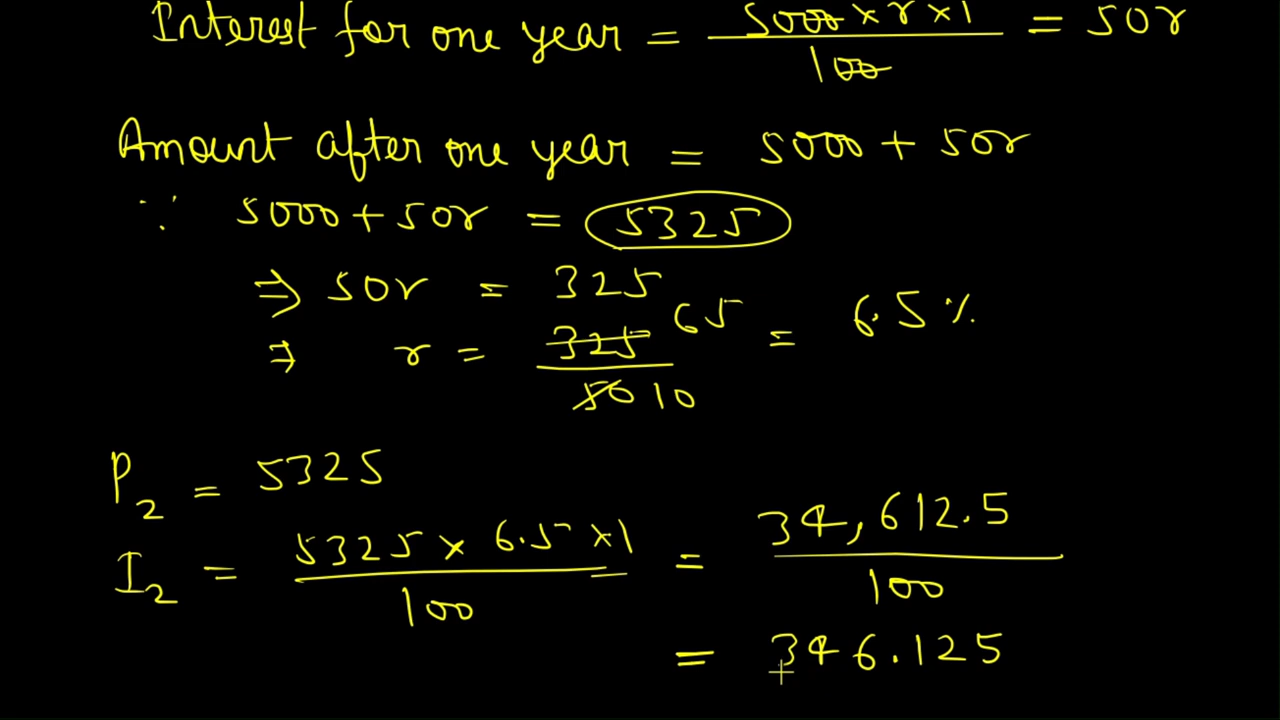 Interest for one year = 5000 × r × 1 / 100 = 50r
Amount after one year = 5000 + 50r
∵ 5000 + 50r = 5325
⇒ 50r = 325
⇒ r = 325 65 / 50 10 = 6.5 %
P2 = 5325
I2 = 5325 × 6.5 × 1 / 100 = 34,612.5 / 100
= 346.125